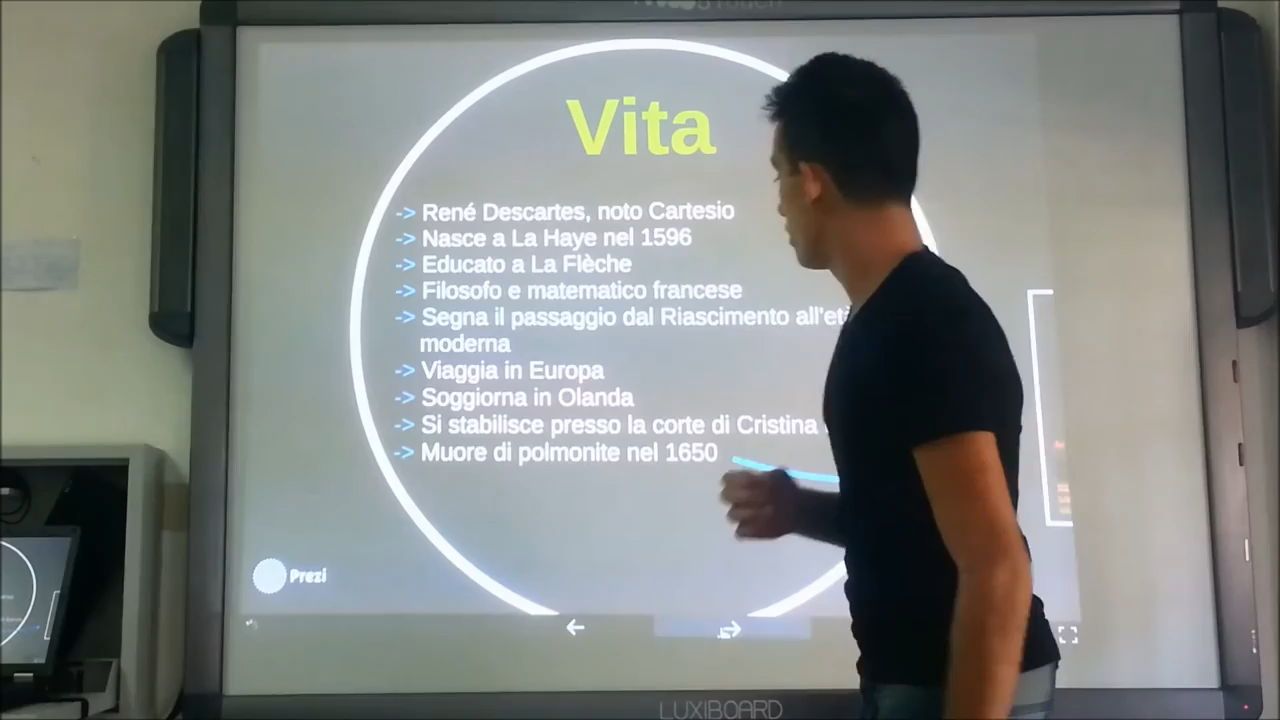 Vita
-> René Descartes, noto Cartesio
-> Nasce a La Haye nel 1596
-> Educato a La Flèche
-> Filosofo e matematico francese
-> Segna il passaggio dal Riascimento
moderna
-> Viaggia in Europa
-> Soggiorna in Olanda
-> Si stabilisce presso la corte di Cristina
-> Muore di polmonite nel 1650
Prezi
LUXIBOARD